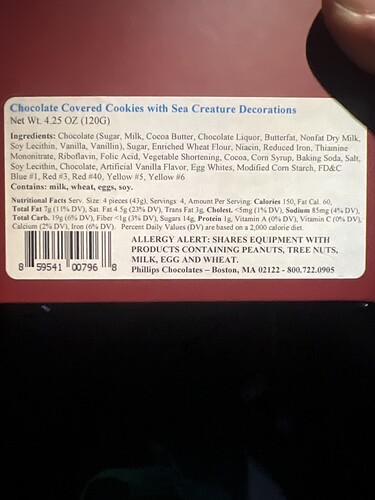 Chocolate Covered Cookies with Sea Creature Decorations
Net Wt. 4.25 OZ (120G)
Ingredients: Chocolate (Sugar, Milk, Cocoa Butter, Chocolate Liquor, Butterfat, Nonfat Dry Milk,
Soy Lecithin, Vanilla, Vanillin), Sugar, Enriched Wheat Flour, Niacin, Reduced Iron, Thiamine
Mononitrate, Riboflavin, Folic Acid, Vegetable Shortening, Cocoa, Corn Syrup, Baking Soda, Salt,
Soy Lecithin, Chocolate, Artificial Vanilla Flavor, Egg Whites, Modified Corn Starch, FD&C
Blue #1, Red #3, Red #40, Yellow #5, Yellow #6
Contains: milk, wheat, eggs, soy.
Nutritional Facts Serv. Size: 4 pieces (43g), Servings: 4, Amount Per Serving: Calories 150, Fat Cal. 60,
Total Fat 7g (11% DV), Sat. Fat 4.5g (23% DV), Trans Fat 3g, Cholest. <5mg (1% DV), Sodium 85mg (4% DV),
Total Carb. 19g (6% DV), Fiber <1g (3% DV), Sugars 14g, Protein 1g, Vitamin A (0% DV), Vitamin C (0% DV),
Calcium (2% DV), Iron (6% DV). Percent Daily Values (DV) are based on a 2,000 calorie diet.
ALLERGY ALERT: SHARES EQUIPMENT WITH
PRODUCTS CONTAINING PEANUTS, TREE NUTS,
MILK, EGG AND WHEAT.
Phillips Chocolates – Boston, MA 02122 - 800.722.0905
8 59541 00796 8